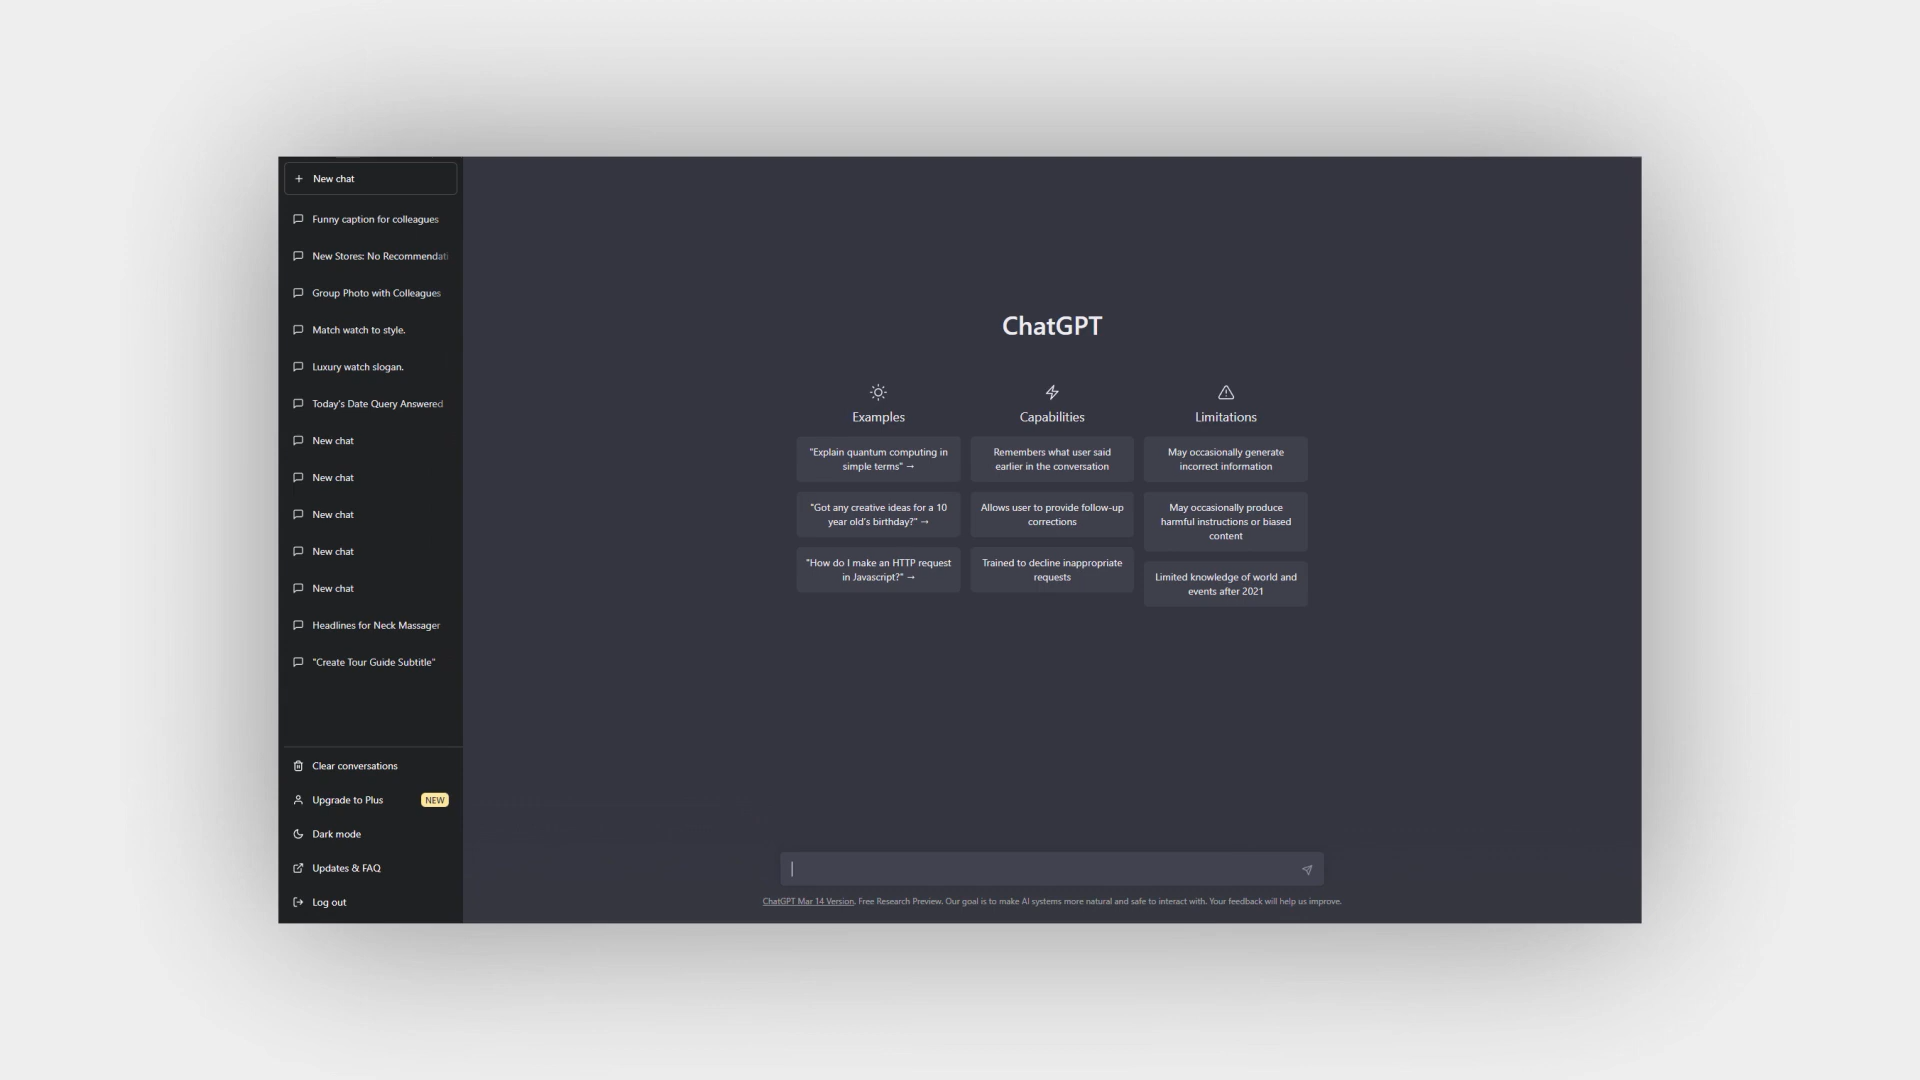 New chat
Funny caption for colleagues
New Stores: No Recommendati
Group Photo with Colleagues
Match watch to style.
Luxury watch slogan.
Today's Date Query Answered
New chat
New chat
New chat
New chat
New chat
Headlines for Neck Massager
"Create Tour Guide Subtitle"
Clear conversations
Upgrade to Plus NEW
Dark mode
Updates & FAQ
Log out
ChatGPT
Examples
"Explain quantum computing in
simple terms" →
"Got any creative ideas for a 10
year old's birthday?" →
"How do I make an HTTP request
in Javascript?" →
Capabilities
Remembers what user said
earlier in the conversation
Allows user to provide follow-up
corrections
Trained to decline inappropriate
requests
Limitations
May occasionally generate
incorrect information
May occasionally produce
harmful instructions or biased
content
Limited knowledge of world and
events after 2021
ChatGPT Mar 14 Version. Free Research Preview. Our goal is to make AI systems more natural and safe to interact with. Your feedback will help us improve.